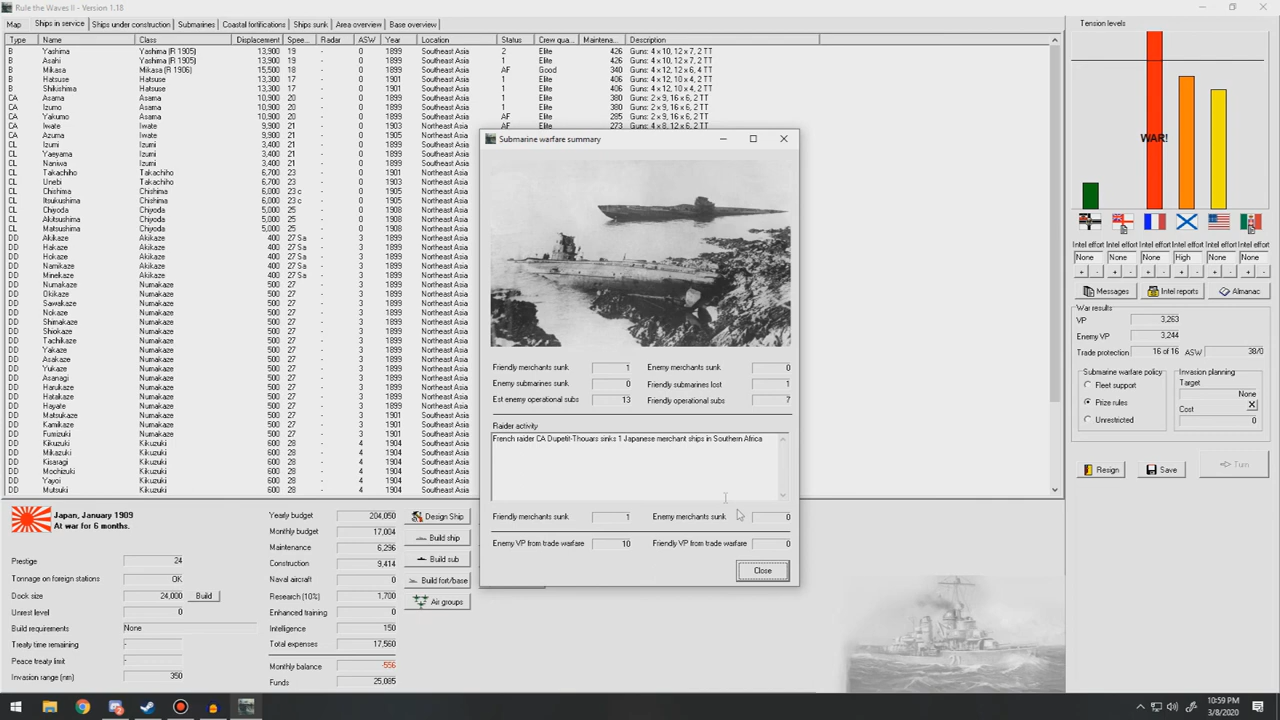 Rule the Waves II - Version 1.18
Map Ships in service Ships under construction Submarines Coastal fortifications Ships sunk Area overview Base overview
Type Name Class Displacement Spee... Radar ASW Year Location Status Crew qua... Maintena... Description
B Yashima Yashima (R 1905) 13,900 19 - 0 1899 Southeast Asia 2 Elite 426 Guns: 4 x 10, 12 x 7, 2 TT
B Asahi Yashima (R 1905) 13,900 19 - 0 1899 Southeast Asia 1 Elite 426 Guns: 4 x 10, 12 x 7, 2 TT
B Mikasa Mikasa (R 1906) 15,500 18 - 0 1899 Southeast Asia AF Good 340 Guns: 4 x 12, 12 x 6, 4 TT
B Hatsuse Hatsuse 13,300 17 - 0 1901 Southeast Asia 1 Elite 406 Guns: 4 x 12, 10 x 4, 2 TT
B Shikishima Hatsuse 13,300 17 - 0 1901 Southeast Asia 1 Elite 406 Guns: 4 x 12, 10 x 4, 2 TT
CA Asama Asama 10,900 20 - 0 1899 Southeast Asia 1 Elite 380 Guns: 2 x 9, 16 x 6, 2 TT
CA Izumo Asama 10,900 20 - 0 1899 Southeast Asia 1 Elite 380 Guns: 2 x 9, 16 x 6, 2 TT
CA Yakumo Asama 10,900 20 - 0 1899 Southeast Asia AF Elite 285 Guns: 2 x 9, 16 x 6, 2 TT
CA Iwate Iwate 9,900 21 - 0 1903 Northeast Asia AF Elite 273 Guns: 4 x 8, 12 x 6, 2 TT
CA Azuma Iwate 9,900 21 - 0 1905 Northeast Asia
CL Izumi Izumi 3,400 21 - 0 1899 Southeast Asia
CL Yaeyama Izumi 3,400 21 - 0 1899 Southeast Asia
CL Naniwa Izumi 3,400 21 - 0 1899 Southeast Asia
CL Takachiho Takachiho 6,700 23 - 0 1901 Northeast Asia
CL Unebi Takachiho 6,700 23 - 0 1903 Northeast Asia
CL Chishima Chishima 6,000 23 c - 0 1905 Northeast Asia
CL Itsukushima Chishima 6,000 23 c - 0 1905 Northeast Asia
CL Chiyoda Chiyoda 5,000 25 - 0 1908 Southeast Asia
CL Akitsushima Chiyoda 5,000 25 - 0 1908 Southeast Asia
CL Matsushima Chiyoda 5,000 25 - 0 1908 Southeast Asia
DD Akikaze Akikaze 400 27 Sa - 3 1899 Northeast Asia
DD Hakaze Akikaze 400 27 Sa - 3 1899 Northeast Asia
DD Hokaze Akikaze 400 27 Sa - 3 1899 Northeast Asia
DD Namikaze Akikaze 400 27 Sa - 3 1899 Northeast Asia
DD Minekaze Akikaze 400 27 Sa - 3 1899 Northeast Asia
DD Numakaze Numakaze 500 27 - 3 1899 Southeast Asia
DD Okikaze Numakaze 500 27 - 3 1899 Southeast Asia
DD Sawakaze Numakaze 500 27 - 3 1899 Southeast Asia
DD Nokaze Numakaze 500 27 - 3 1899 Southeast Asia
DD Shimakaze Numakaze 500 27 - 3 1899 Southeast Asia
DD Shiokaze Numakaze 500 27 - 3 1899 Southeast Asia
DD Tachikaze Numakaze 500 27 - 3 1899 Southeast Asia
DD Yakaze Numakaze 500 27 - 3 1899 Southeast Asia
DD Asakaze Numakaze 500 27 - 3 1899 Southeast Asia
DD Yukaze Numakaze 500 27 - 3 1899 Southeast Asia
DD Asanagi Numakaze 500 27 - 3 1899 Southeast Asia
DD Harukaze Numakaze 500 27 - 3 1899 Southeast Asia
DD Hatakaze Numakaze 500 27 - 3 1899 Southeast Asia
DD Hayate Numakaze 500 27 - 3 1899 Southeast Asia
DD Matsukaze Numakaze 500 27 - 3 1901 Southeast Asia
DD Kamikaze Numakaze 500 27 - 3 1901 Southeast Asia
DD Fumizuki Numakaze 500 27 - 3 1901 Southeast Asia
DD Kikuzuki Kikuzuki 600 28 - 4 1904 Southeast Asia
DD Mikazuki Kikuzuki 600 28 - 4 1904 Southeast Asia
DD Kisaragi Kikuzuki 600 28 - 4 1904 Southeast Asia
DD Mochizuki Kikuzuki 600 28 - 4 1904 Southeast Asia
DD Yayoi Kikuzuki 600 28 - 4 1904 Southeast Asia
DD Mutsuki Kikuzuki 600 28 - 4 1904 Southeast Asia
Submarine warfare summary
Friendly merchants sunk 1 Enemy merchants sunk 0
Enemy submarines sunk 0 Friendly submarines lost 1
Est enemy operational subs 13 Friendly operational subs 7
Raider activity
French raider CA Dupetit-Thouars sinks 1 Japanese merchant ships in Southern Africa
Friendly merchants sunk 1 Enemy merchants sunk 0
Enemy VP from trade warfare 10 Friendly VP from trade warfare 0
Close
Tension levels
WAR!
Intel effort Intel effort Intel effort Intel effort Intel effort Intel effort
None None None High None None
+ - + - + - + - + - + -
Messages Intel reports Almanac
War results
VP 3,263
Enemy VP 3,244
Trade protection 16 of 16 ASW 38/0
Submarine warfare policy
Fleet support
Prize rules
Unrestricted
Invasion planning
Target
None
Cost X
0
Resign Save Turn
Japan, January 1909
At war for 6 months.
Prestige 24
Tonnage on foreign stations OK
Dock size 24,000 Build
Unrest level 0
Build requirements None
Treaty time remaining -
Peace treaty limit -
Invasion range (nm) 350
Yearly budget 204,050
Monthly budget 17,004
Maintenance 6,296
Construction 9,414
Naval aircraft 0
Research (10%) 1,700
Enhanced training 0
Intelligence 150
Total expenses 17,560
Monthly balance -556
Funds 25,085
Design Ship
Build ship
Build sub
Build fort/base
Air groups
10:59 PM
3/8/2020